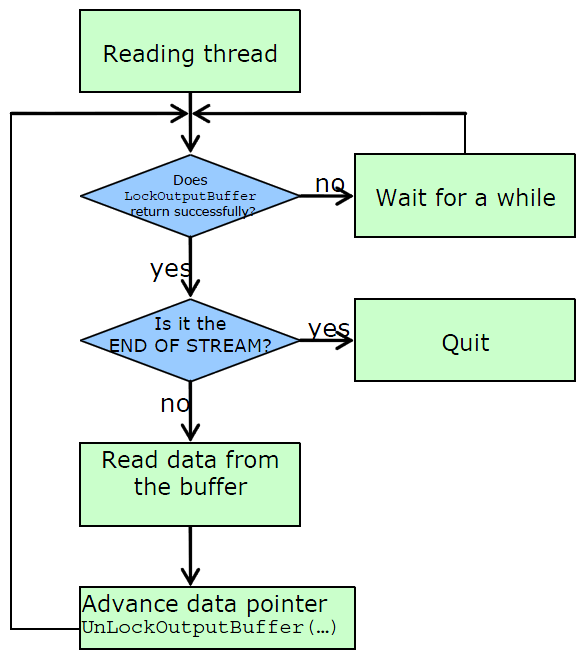 Reading thread
Does
LockOutputBuffer
return successfully?
no
Wait for a while
yes
Is it the
END OF STREAM?
yes
Quit
no
Read data from
the buffer
Advance data pointer
UnLockOutputBuffer(…)